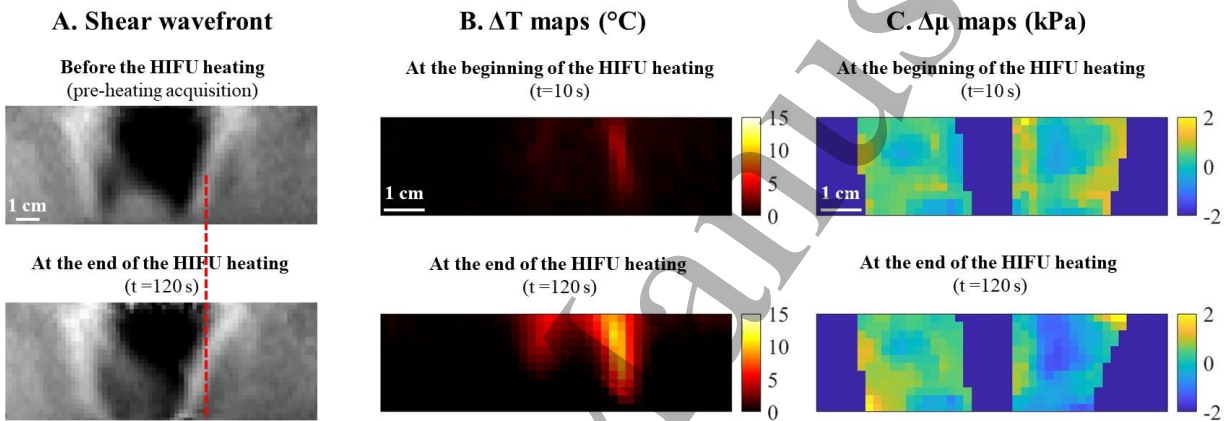 A. Shear wavefront
B. ΔT maps (°C)
C. Δμ maps (kPa)
Before the HIFU heating
(pre-heating acquisition)
At the beginning of the HIFU heating
(t=10 s)
At the beginning of the HIFU heating
(t=10 s)
1 cm
1 cm
15
10
5
0
1 cm
2
0
-2
At the end of the HIFU heating
(t =120 s)
At the end of the HIFU heating
(t =120 s)
At the end of the HIFU heating
(t=120 s)
15
10
5
0
2
0
-2